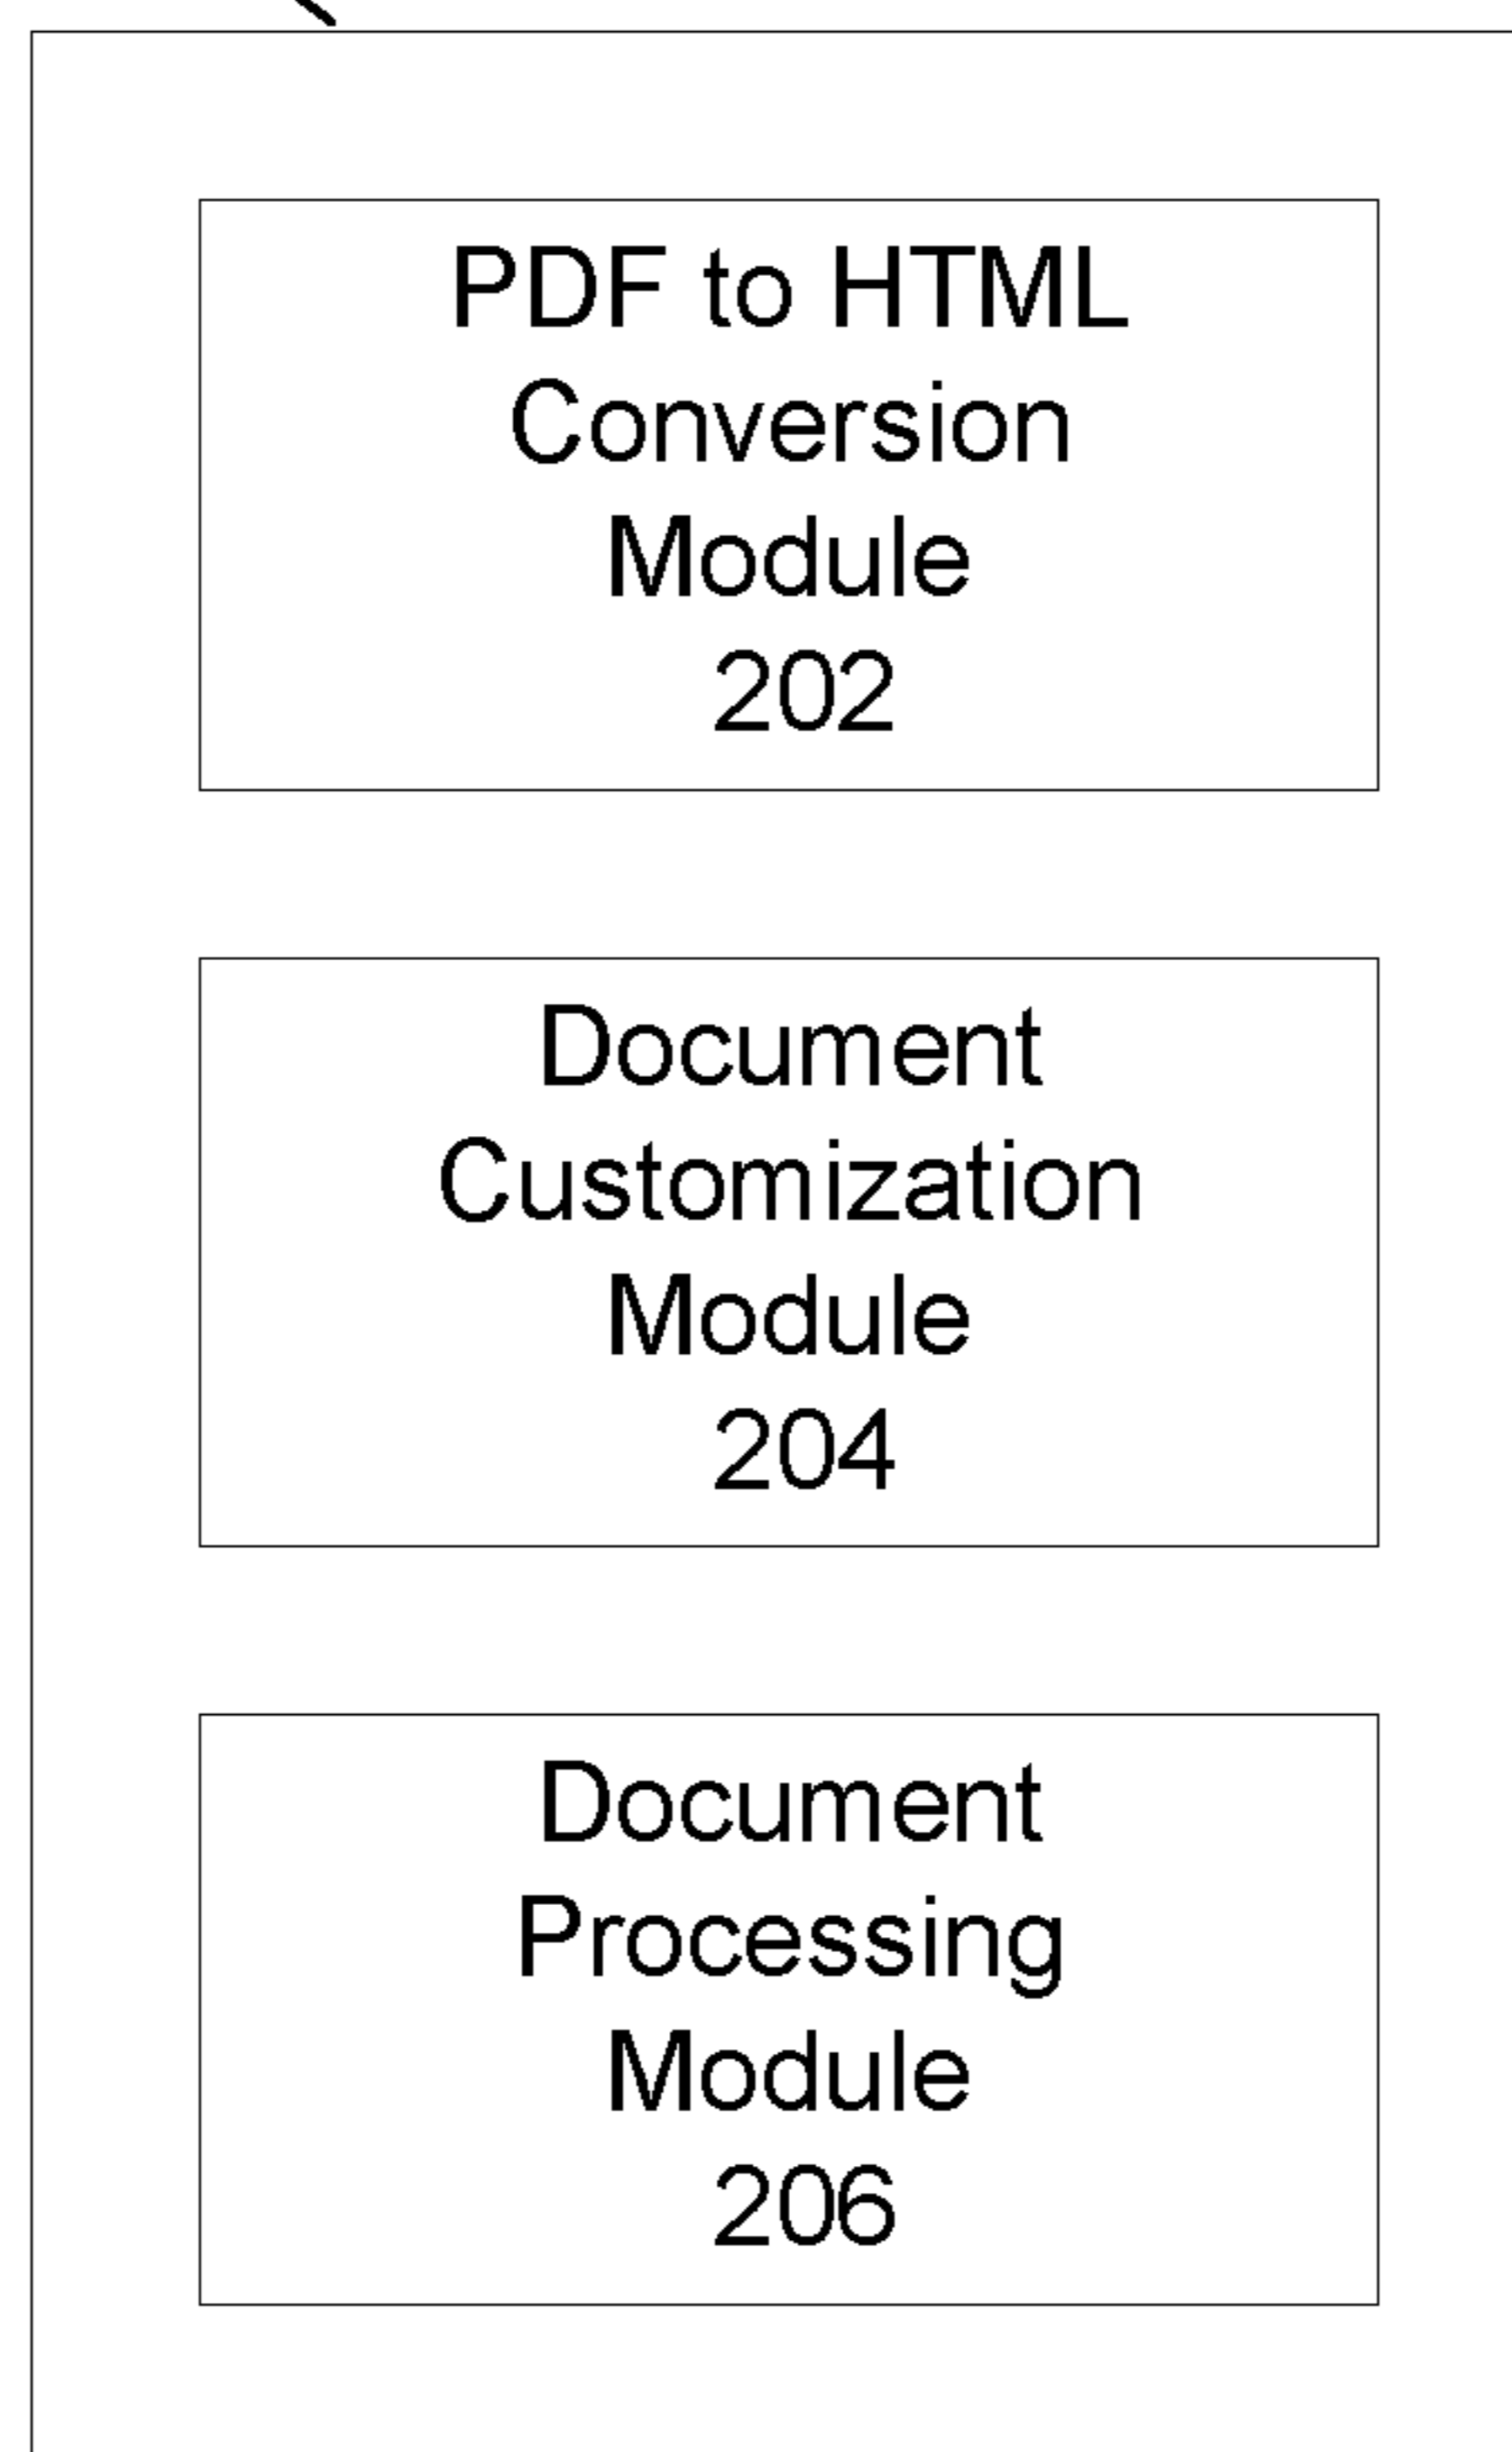 PDF to HTML
Conversion
Module
202
Document
Customization
Module
204
Document
Processing
Module
206